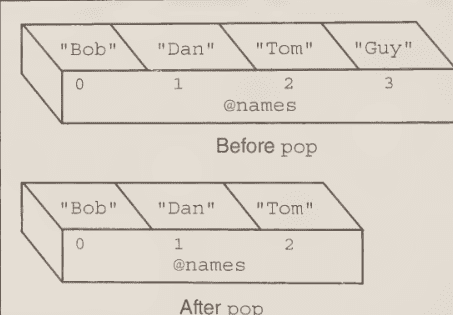 "Bob" "Dan" "Tom" "Guy"
0 1 2 3
@names
Before pop
"Bob" "Dan" "Tom"
0 1 2
@names
After pop